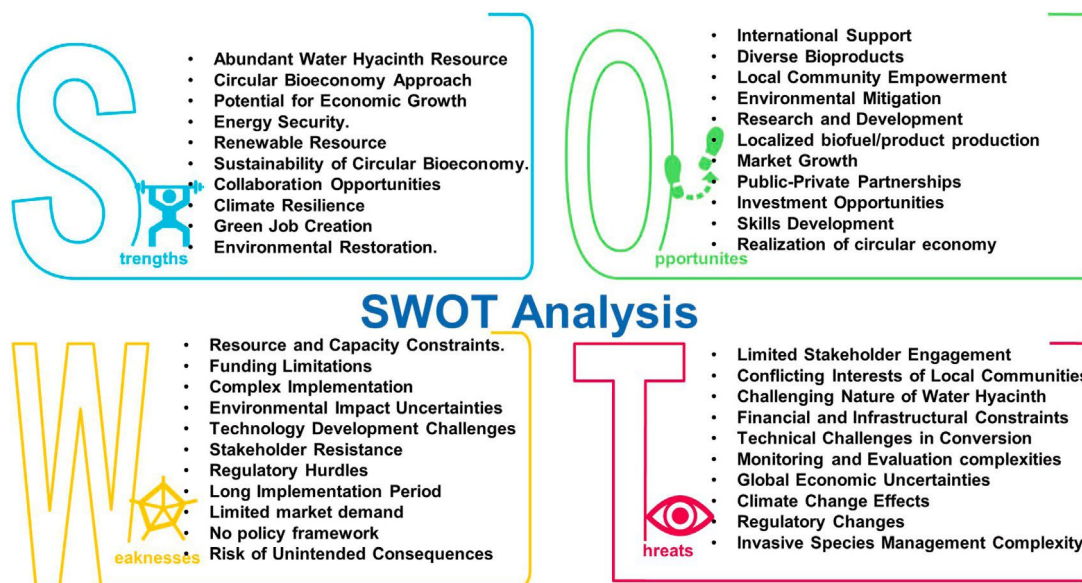 S
• Abundant Water Hyacinth Resource
• Circular Bioeconomy Approach
• Potential for Economic Growth
• Energy Security.
• Renewable Resource
• Sustainability of Circular Bioeconomy.
• Collaboration Opportunities
• Climate Resilience
• Green Job Creation
• Environmental Restoration.
trengths
O
• International Support
• Diverse Bioproducts
• Local Community Empowerment
• Environmental Mitigation
• Research and Development
• Localized biofuel/product production
• Market Growth
• Public-Private Partnerships
• Investment Opportunities
• Skills Development
• Realization of circular economy
pportunites
SWOT Analysis
W
• Resource and Capacity Constraints.
• Funding Limitations
• Complex Implementation
• Environmental Impact Uncertainties
• Technology Development Challenges
• Stakeholder Resistance
• Regulatory Hurdles
• Long Implementation Period
• Limited market demand
• No policy framework
• Risk of Unintended Consequences
eaknesses
T
• Limited Stakeholder Engagement
• Conflicting Interests of Local Communities
• Challenging Nature of Water Hyacinth
• Financial and Infrastructural Constraints
• Technical Challenges in Conversion
• Monitoring and Evaluation complexities
• Global Economic Uncertainties
• Climate Change Effects
• Regulatory Changes
• Invasive Species Management Complexity
hreats